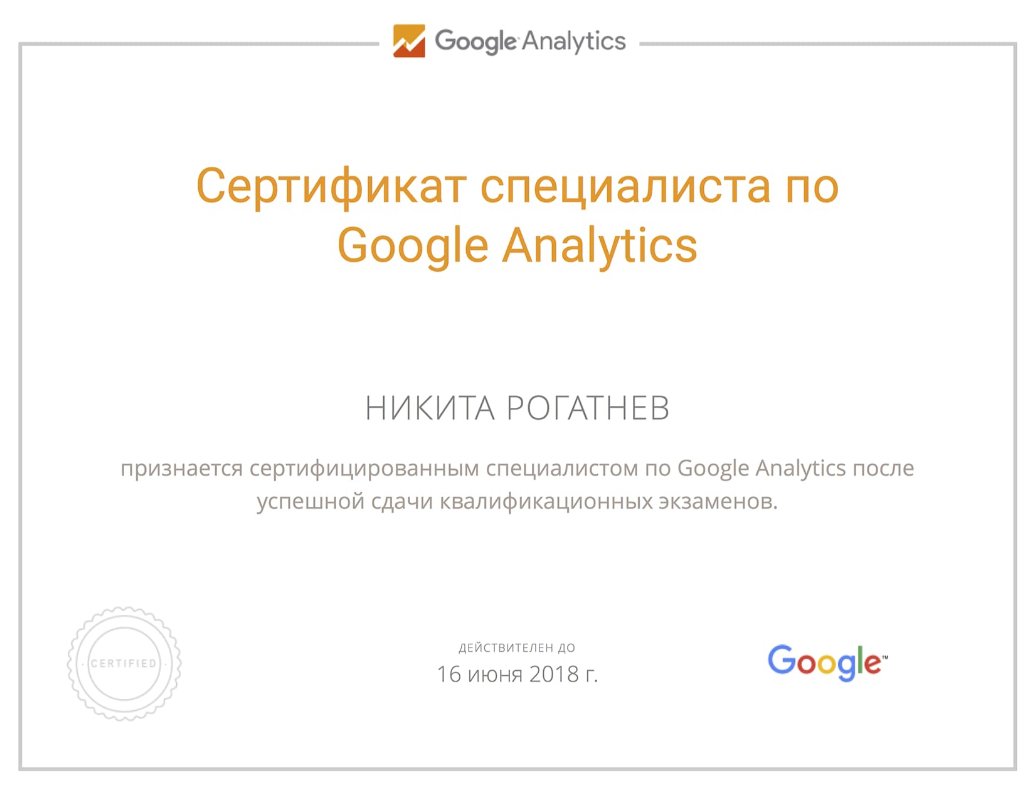 Google Analytics
Сертификат специалиста по
Google Analytics
НИКИТА РОГАТНЕВ
признается сертифицированным специалистом по Google Analytics после
успешной сдачи квалификационных экзаменов.
CERTIFIED
ДЕЙСТВИТЕЛЕН ДО
16 июня 2018 г.
Google™